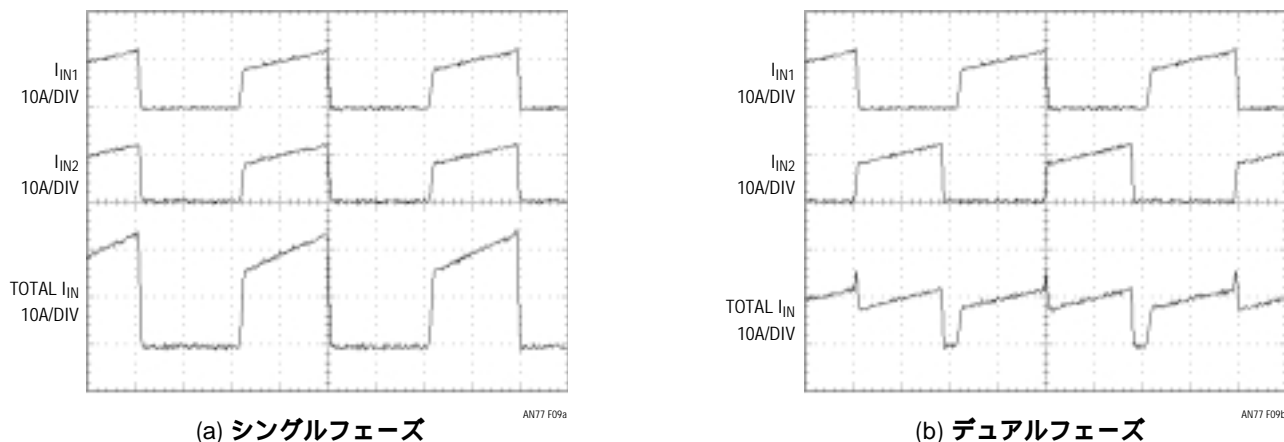 I_IN1
10A/DIV
I_IN2
10A/DIV
TOTAL I_IN
10A/DIV
AN77 F09a
(a) シングルフェーズ
I_IN1
10A/DIV
I_IN2
10A/DIV
TOTAL I_IN
10A/DIV
AN77 F09b
(b) デュアルフェーズ